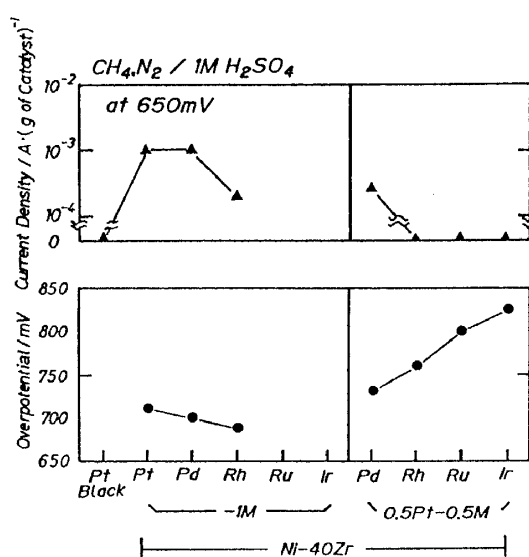 CH4,N2 / 1M H2SO4
at 650mV
Current Density / A·(g of Catalyst)-1
10-2
10-3
10-4
0
Overpotential / mV
850
800
750
700
650
Pt Black Pt Pd Rh Ru Ir Pd Rh Ru Ir
-1M 0.5Pt-0.5M
Ni-40Zr